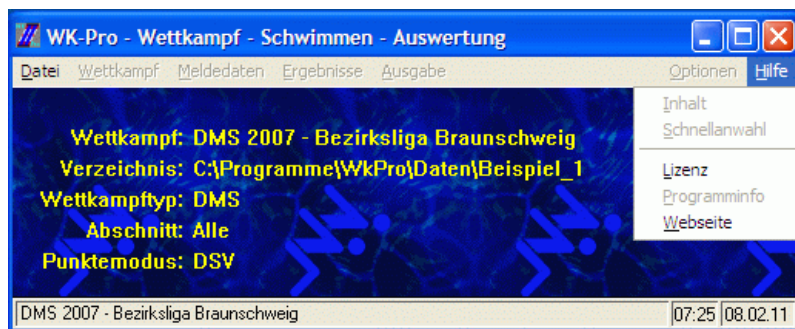 WK-Pro - Wettkampf - Schwimmen - Auswertung
Datei Wettkampf Meldedaten Ergebnisse Ausgabe Optionen Hilfe
Inhalt
Schnellanwahl
Lizenz
Programminfo
Webseite
Wettkampf: DMS 2007 - Bezirksliga Braunschweig
Verzeichnis: C:\Programme\WkPro\Daten\Beispiel_1
Wettkampftyp: DMS
Abschnitt: Alle
Punktemodus: DSV
DMS 2007 - Bezirksliga Braunschweig 07:25 08.02.11